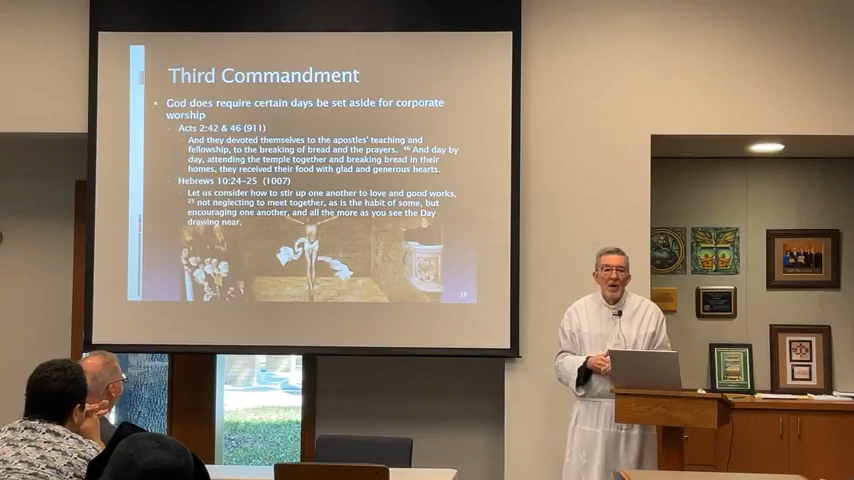 Third Commandment
▪ God does require certain days be set aside for corporate
worship
- Acts 2:42 & 46 (911)
- And they devoted themselves to the apostles' teaching and
fellowship, to the breaking of bread and the prayers. 46 And day by
day, attending the temple together and breaking bread in their
homes, they received their food with glad and generous hearts.
- Hebrews 10:24-25 (1007)
- Let us consider how to stir up one another to love and good works,
25 not neglecting to meet together, as is the habit of some, but
encouraging one another, and all the more as you see the Day
drawing near.
28